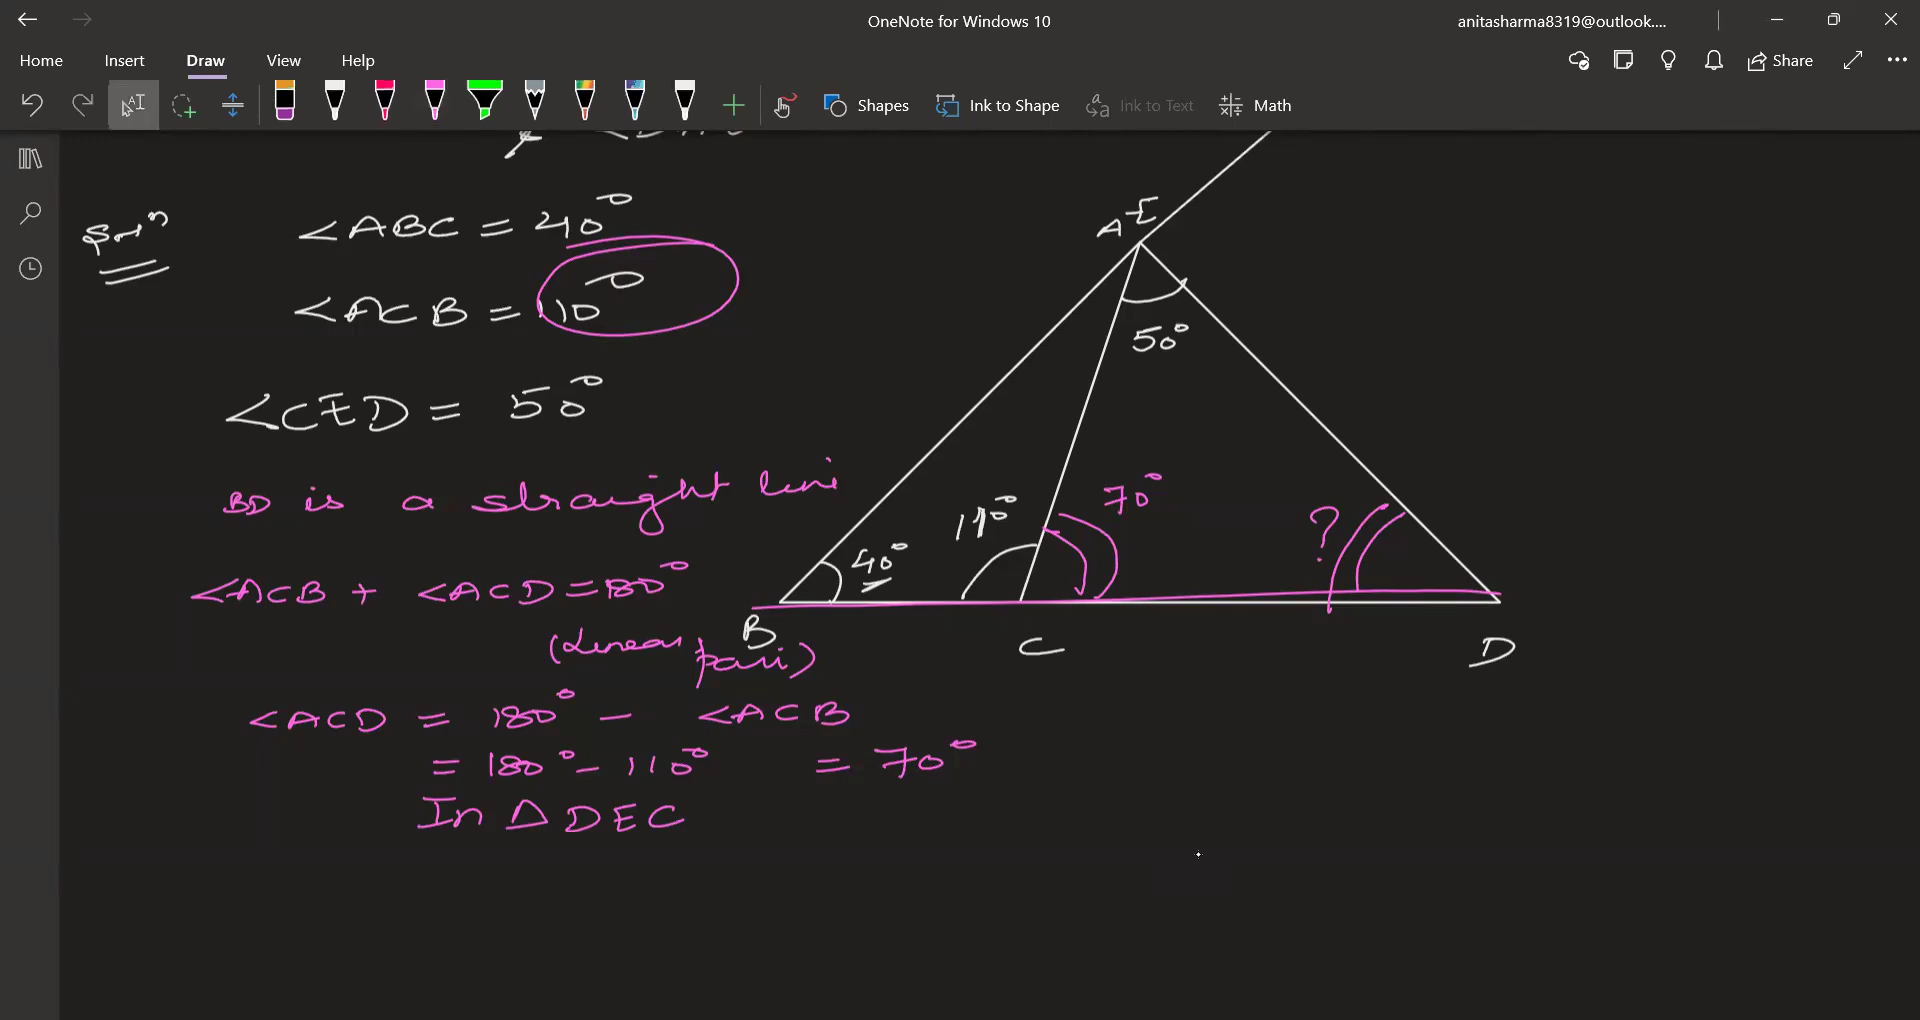 OneNote for Windows 10
anitasharma8319@outlook....
Home Insert Draw View Help
Share
Shapes Ink to Shape Ink to Text Math
Solⁿ
<ABC = 40°
<ACB = 110°
<CED = 50°
BD is a straight line
<ACB + <ACD = 180°
(Linear pair)
<ACD = 180° - <ACB
= 180° - 110° = 70°
In Δ DEC
A E
50°
70°
110°
40°
?
B C D